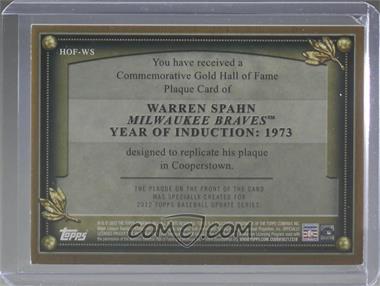 HOF-WS
You have received a
Commemorative Gold Hall of Fame
Plaque Card of
WARREN SPAHN
MILWAUKEE BRAVES™
YEAR OF INDUCTION: 1973
designed to replicate his plaque
in Cooperstown.
THE PLAQUE ON THE FRONT OF THE CARD
WAS SPECIALLY CREATED FOR
2012 TOPPS BASEBALL UPDATE SERIES.
Topps
COMC